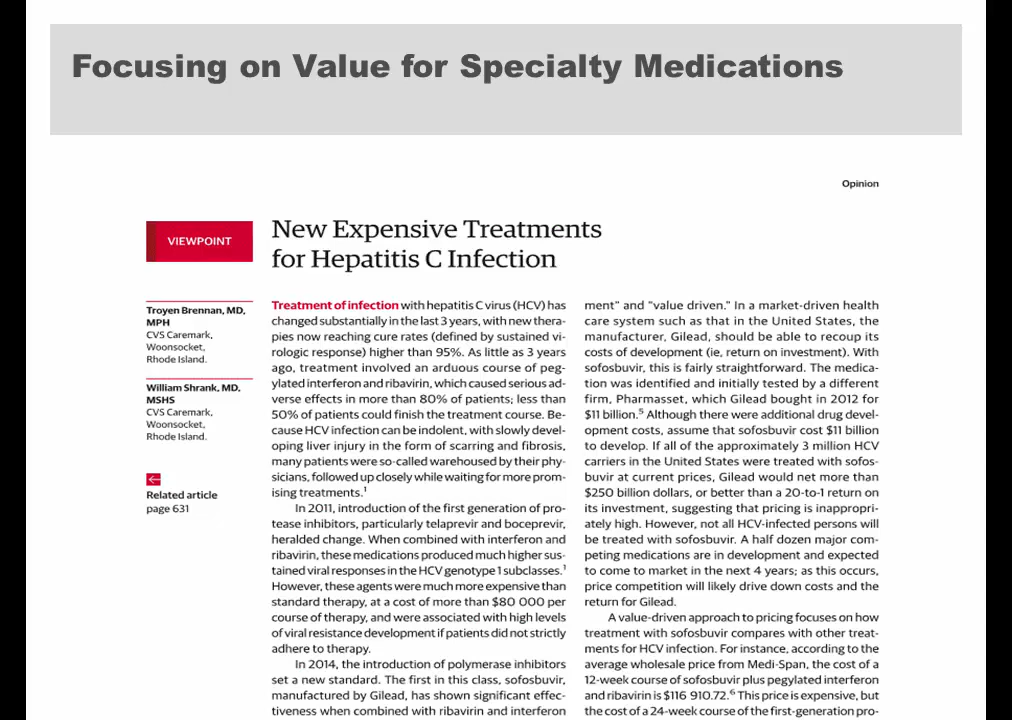 Focusing on Value for Specialty Medications
Opinion
VIEWPOINT
New Expensive Treatments
for Hepatitis C Infection
Troyen Brennan, MD,
MPH
CVS Caremark,
Woonsocket,
Rhode Island.
William Shrank, MD,
MSHS
CVS Caremark,
Woonsocket,
Rhode Island.
Related article
page 631
Treatment of infection with hepatitis C virus (HCV) has
changed substantially in the last 3 years, with new thera-
pies now reaching cure rates (defined by sustained vi-
rologic response) higher than 95%. As little as 3 years
ago, treatment involved an arduous course of peg-
ylated interferon and ribavirin, which caused serious ad-
verse effects in more than 80% of patients; less than
50% of patients could finish the treatment course. Be-
cause HCV infection can be indolent, with slowly devel-
oping liver injury in the form of scarring and fibrosis,
many patients were so-called warehoused by their phy-
sicians, followed up closely while waiting for more prom-
ising treatments.1
In 2011, introduction of the first generation of pro-
tease inhibitors, particularly telaprevir and boceprevir,
heralded change. When combined with interferon and
ribavirin, these medications produced much higher sus-
tained viral responses in the HCV genotype 1 subclasses.1
However, these agents were much more expensive than
standard therapy, at a cost of more than $80 000 per
course of therapy, and were associated with high levels
of viral resistance development if patients did not strictly
adhere to therapy.
In 2014, the introduction of polymerase inhibitors
set a new standard. The first in this class, sofosbuvir,
manufactured by Gilead, has shown significant effec-
tiveness when combined with ribavirin and interferon
ment” and “value driven.” In a market-driven health
care system such as that in the United States, the
manufacturer, Gilead, should be able to recoup its
costs of development (ie, return on investment). With
sofosbuvir, this is fairly straightforward. The medica-
tion was identified and initially tested by a different
firm, Pharmasset, which Gilead bought in 2012 for
$11 billion.5 Although there were additional drug devel-
opment costs, assume that sofosbuvir cost $11 billion
to develop. If all of the approximately 3 million HCV
carriers in the United States were treated with sofos-
buvir at current prices, Gilead would net more than
$250 billion dollars, or better than a 20-to-1 return on
its investment, suggesting that pricing is inappropri-
ately high. However, not all HCV-infected persons will
be treated with sofosbuvir. A half dozen major com-
peting medications are in development and expected
to come to market in the next 4 years; as this occurs,
price competition will likely drive down costs and the
return for Gilead.
A value-driven approach to pricing focuses on how
treatment with sofosbuvir compares with other treat-
ments for HCV infection. For instance, according to the
average wholesale price from Medi-Span, the cost of a
12-week course of sofosbuvir plus pegylated interferon
and ribavirin is $116 910.72.6 This price is expensive, but
the cost of a 24-week course of the first-generation pro-